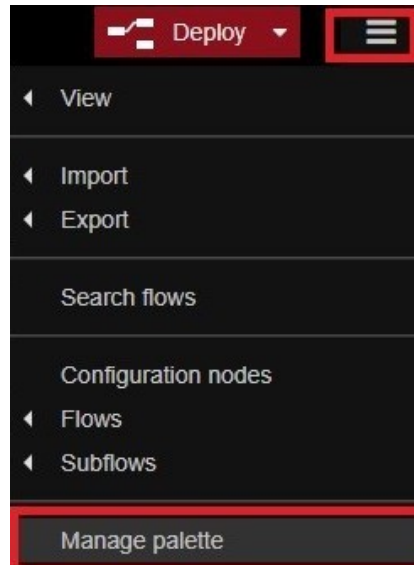 Deploy
View
Import
Export
Search flows
Configuration nodes
Flows
Subflows
Manage palette